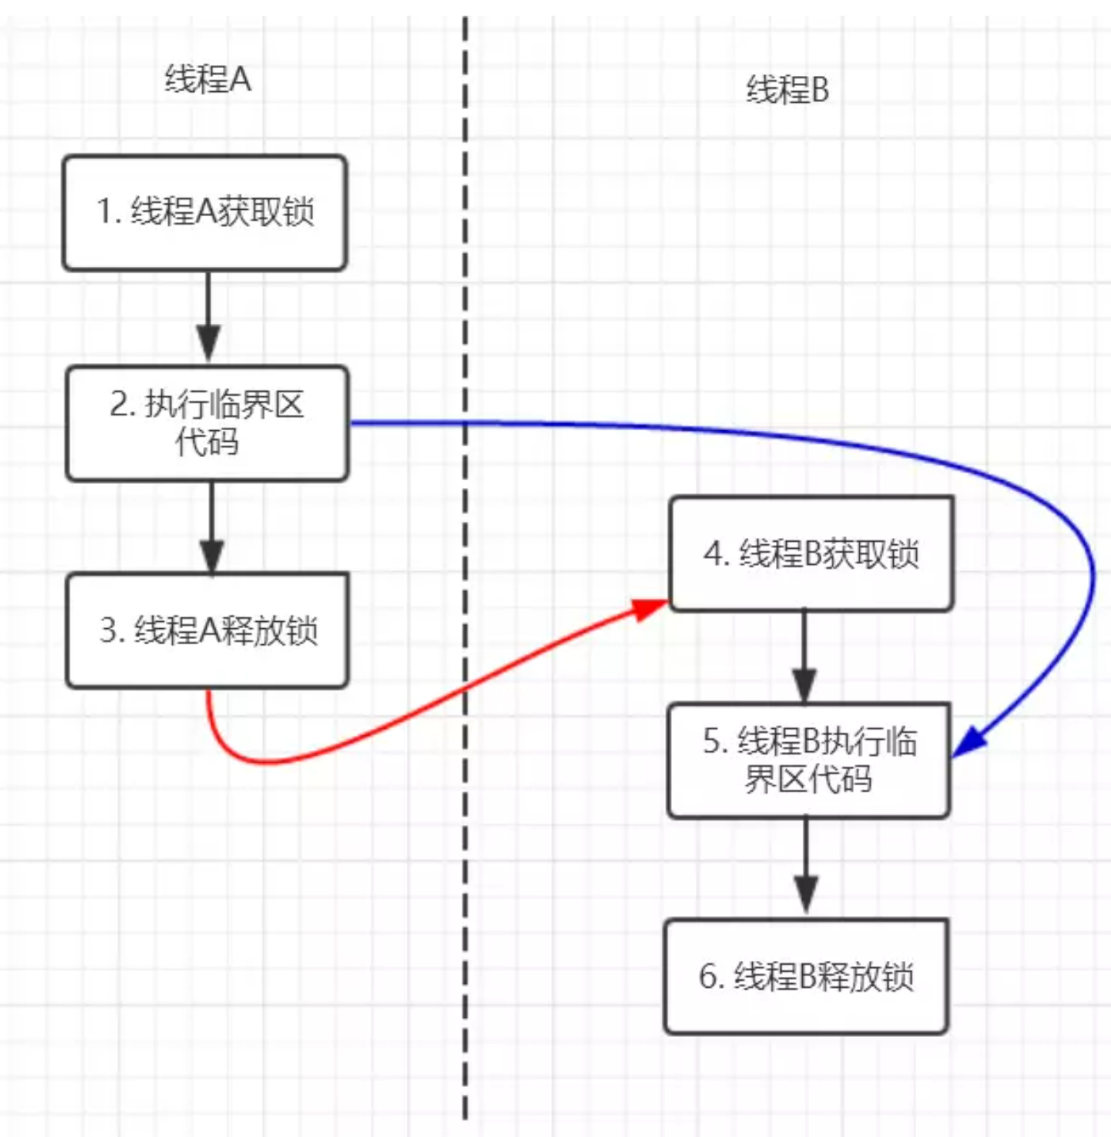 线程A
线程B
1. 线程A获取锁
2. 执行临界区
代码
3. 线程A释放锁
4. 线程B获取锁
5. 线程B执行临
界区代码
6. 线程B释放锁